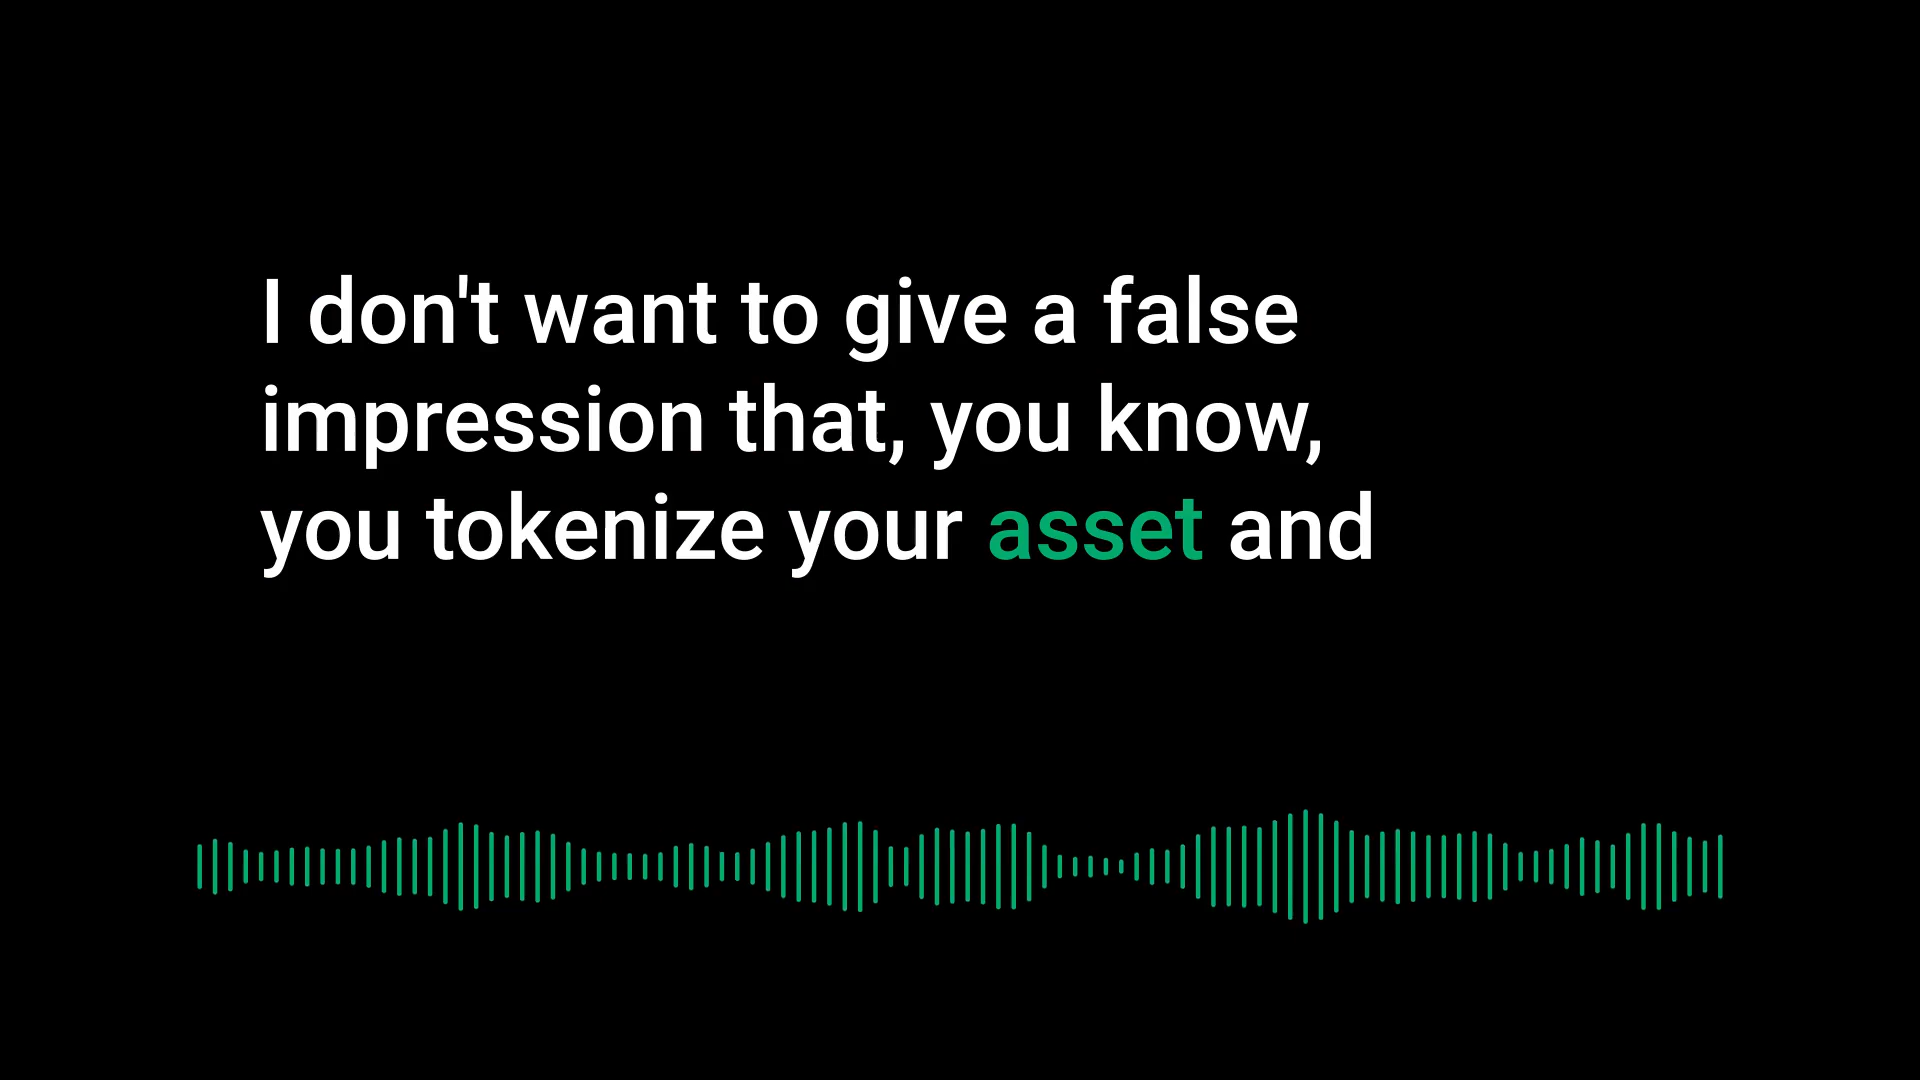 I don't want to give a false
impression that, you know,
you tokenize your asset and